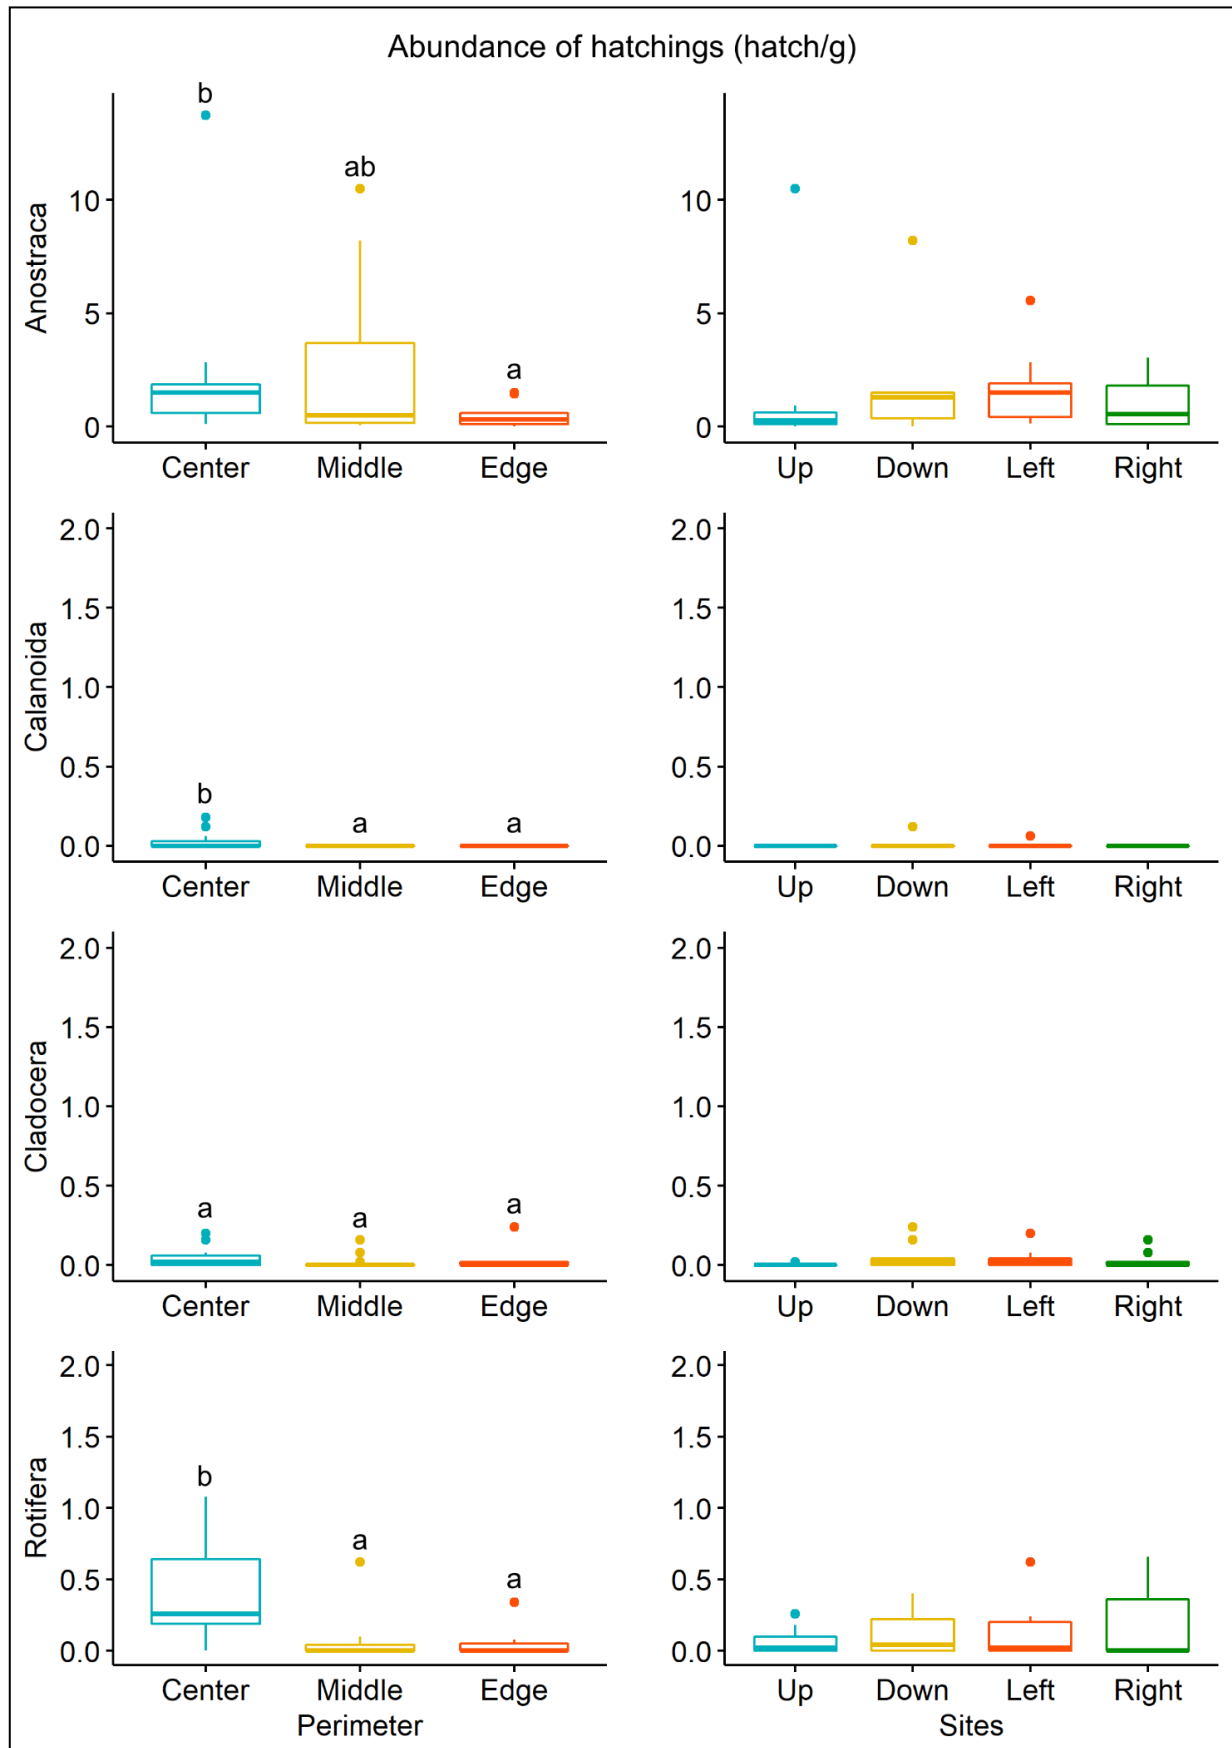 Abundance of hatchings (hatch/g)
Anostraca
10
5
0
b
ab
a
Center Middle Edge
10
5
0
Up Down Left Right
Calanoida
2.0
1.5
1.0
0.5
0.0
b
a
a
Center Middle Edge
2.0
1.5
1.0
0.5
0.0
Up Down Left Right
Cladocera
2.0
1.5
1.0
0.5
0.0
a
a
a
Center Middle Edge
2.0
1.5
1.0
0.5
0.0
Up Down Left Right
Rotifera
2.0
1.5
1.0
0.5
0.0
b
a
a
Center Middle Edge
Perimeter
2.0
1.5
1.0
0.5
0.0
Up Down Left Right
Sites